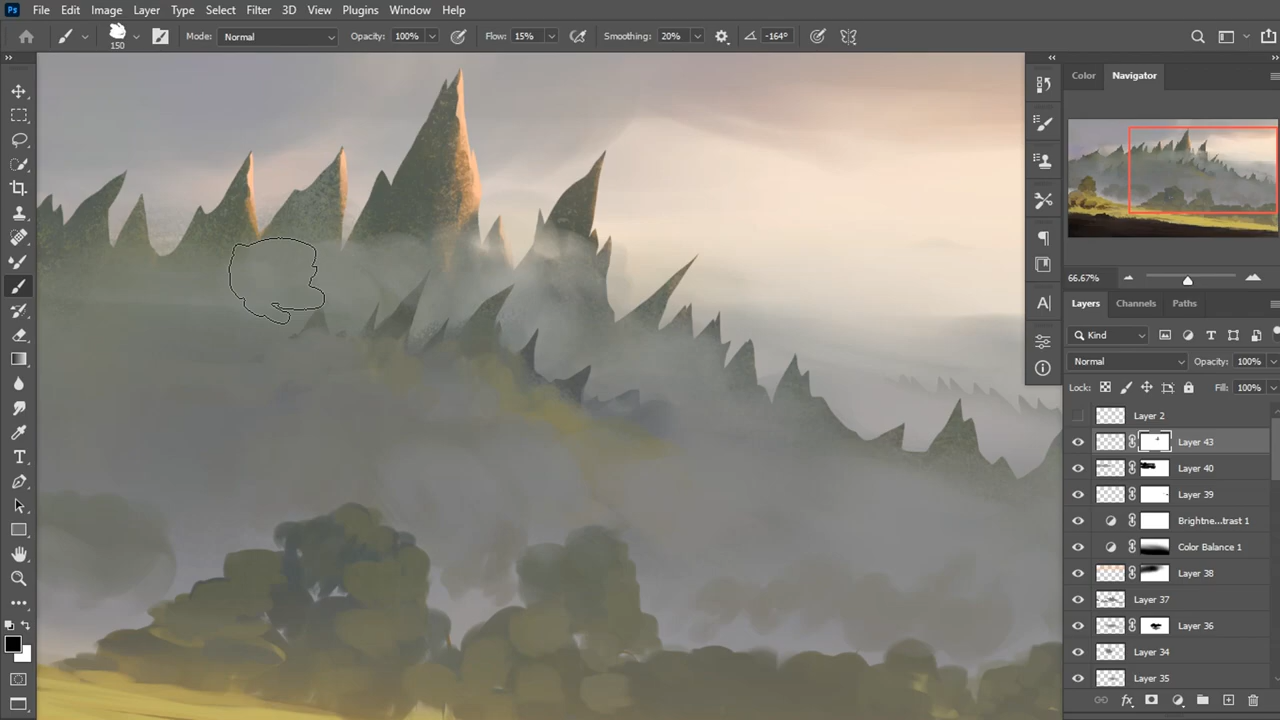 Ps File Edit Image Layer Type Select Filter 3D View Plugins Window Help
150 Mode: Normal Opacity: 100% Flow: 15% Smoothing: 20% -164°
Color Navigator
66.67%
Layers Channels Paths
Kind
Normal Opacity: 100%
Lock: Fill: 100%
Layer 2
Layer 43
Layer 40
Layer 39
Brightne...trast 1
Color Balance 1
Layer 38
Layer 37
Layer 36
Layer 34
Layer 35